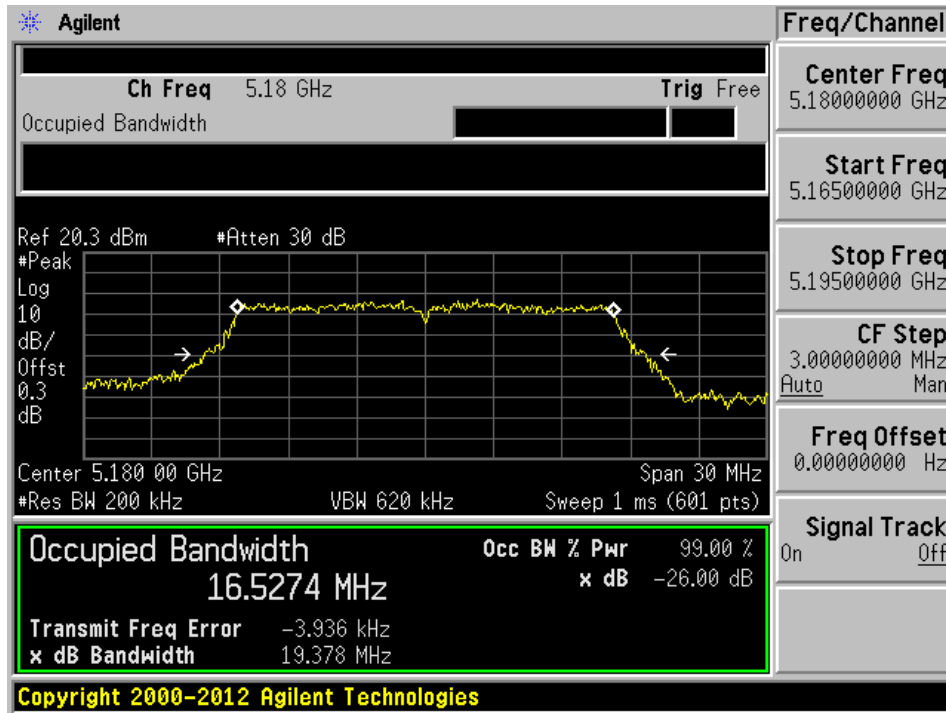 Agilent
Freq/Channel
Ch Freq 5.18 GHz Trig Free
Occupied Bandwidth
Center Freq
5.18000000 GHz
Start Freq
5.16500000 GHz
Stop Freq
5.19500000 GHz
CF Step
3.00000000 MHz
Auto Man
Freq Offset
0.00000000 Hz
Signal Track
On Off
Ref 20.3 dBm #Atten 30 dB
#Peak
Log
10
dB/
Offst
0.3
dB
Center 5.180 00 GHz Span 30 MHz
#Res BW 200 kHz VBW 620 kHz Sweep 1 ms (601 pts)
Occupied Bandwidth Occ BW % Pwr 99.00 %
16.5274 MHz x dB -26.00 dB
Transmit Freq Error -3.936 kHz
x dB Bandwidth 19.378 MHz
Copyright 2000-2012 Agilent Technologies